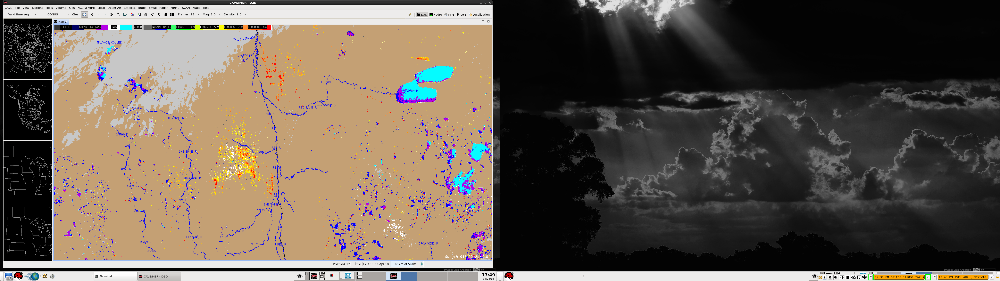 CAVE:MSR - D2D
CAVE File View Options Tools Volume Obs NCEP/Hydro Local Upper Air Satellite kmpx tmsp Radar MRMS SCAN Maps Help
Valid time seq CONUS Clear Frames: 12 Mag: 1.0 Density: 1.0 D2D Hydro MPE GFE Localization
Map
FILL CLEAR-SKY_LAND SNOW CLOUD NORMAL_WATER FLOOD_21-30% FLOOD_41-50% FLOOD_61-70% FLOOD_81-90%
MAUVAIS COULEE
FOREST
RED R
RED LAKE R
RED LAKE R
RED R
CLEARWATER R
RED LAKE R
SHEYENNE R
RED R
RED LAKE R
SHEYENNE R
RED R
JAMES R
JAMES R
GOOSE R
RED R
MISSISSIPPI
SHEYENNE R
GOOSE R
RED R
JAMES R
WILD RICE R
WILD RICE R
SHEYENNE R
JAMES R
RED R
JAMES R
SHEYENNE R
BUFFALO R
SHEYENNE R
JAMES R
MAPLE R
JAMES R
RED R
MAPLE R
SHEYENNE R
JAMES R
SHEYENNE R
RED R
CROW WING R
JAMES R
Sun 19:01Z 22-Apr-18
Frames: 12 Time: 17:49Z 23-Apr-18 412M of 540M
Image: Luis Argerich
Image: Luis Argerich
Terminal
CAVE:MSR - D2D
17:49
04/23/18
12:36 PM Waited 1470ms for s
12:48 PM ISC: ARX ['MaxTwfo'